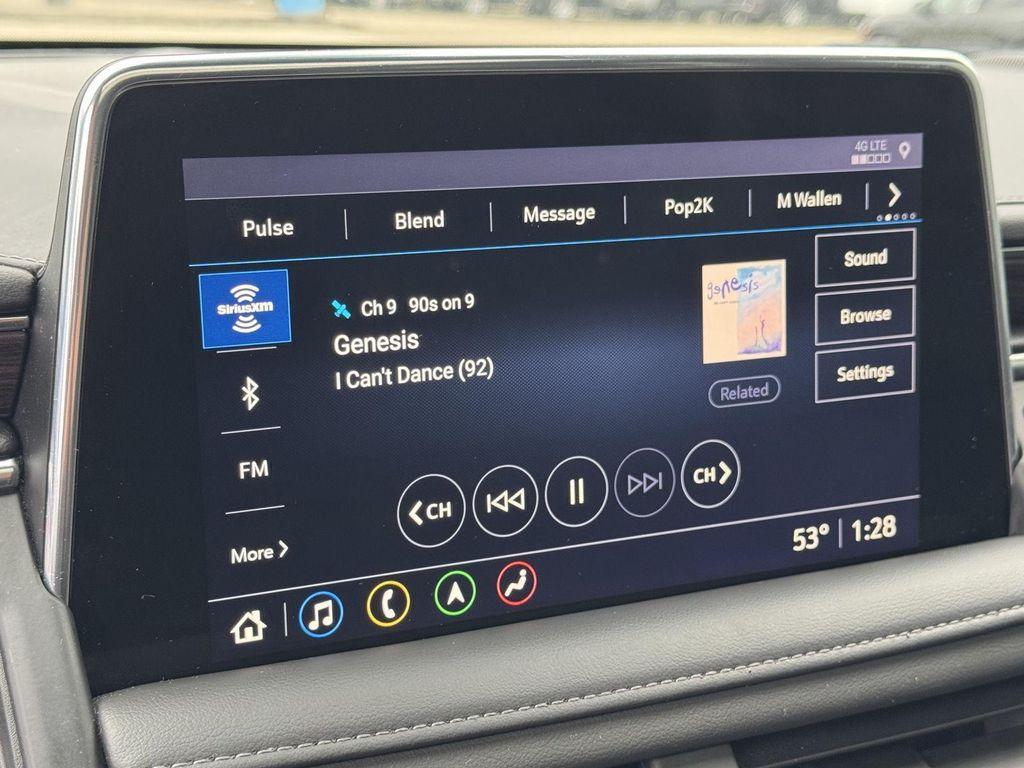 4G LTE
Pulse
Blend
Message
Pop2K
M Wallen
SiriusXM
Ch 9 90s on 9
Genesis
I Can't Dance (92)
genesis
Related
Sound
Browse
Settings
FM
More
CH
CH
53° 1:28